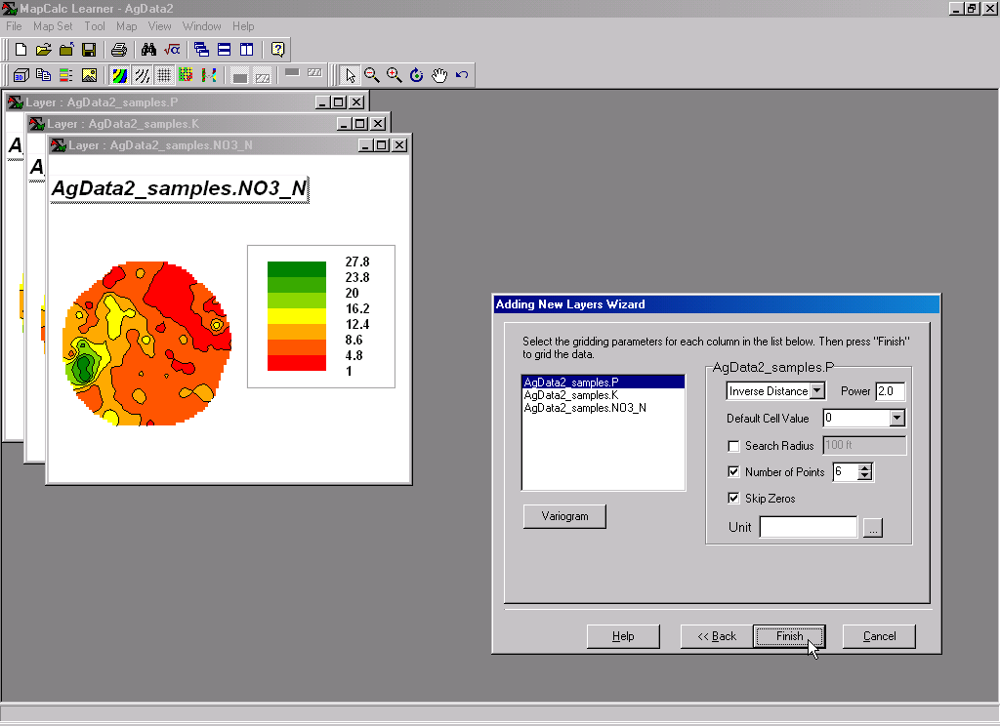 MapCalc Learner - AgData2
File Map Set Tool Map View Window Help
Layer : AgData2_samples.P
Layer : AgData2_samples.K
Layer : AgData2_samples.NO3_N
A
A
AgData2_samples.NO3_N
27.8
23.8
20
16.2
12.4
8.6
4.8
1
Adding New Layers Wizard
Select the gridding parameters for each column in the list below. Then press "Finish"
to grid the data.
AgData2_samples.P
AgData2_samples.K
AgData2_samples.NO3_N
Variogram
AgData2_samples.P
Inverse Distance Power 2.0
Default Cell Value 0
Search Radius 100 ft
Number of Points 6
Skip Zeros
Unit ...
Help << Back Finish Cancel